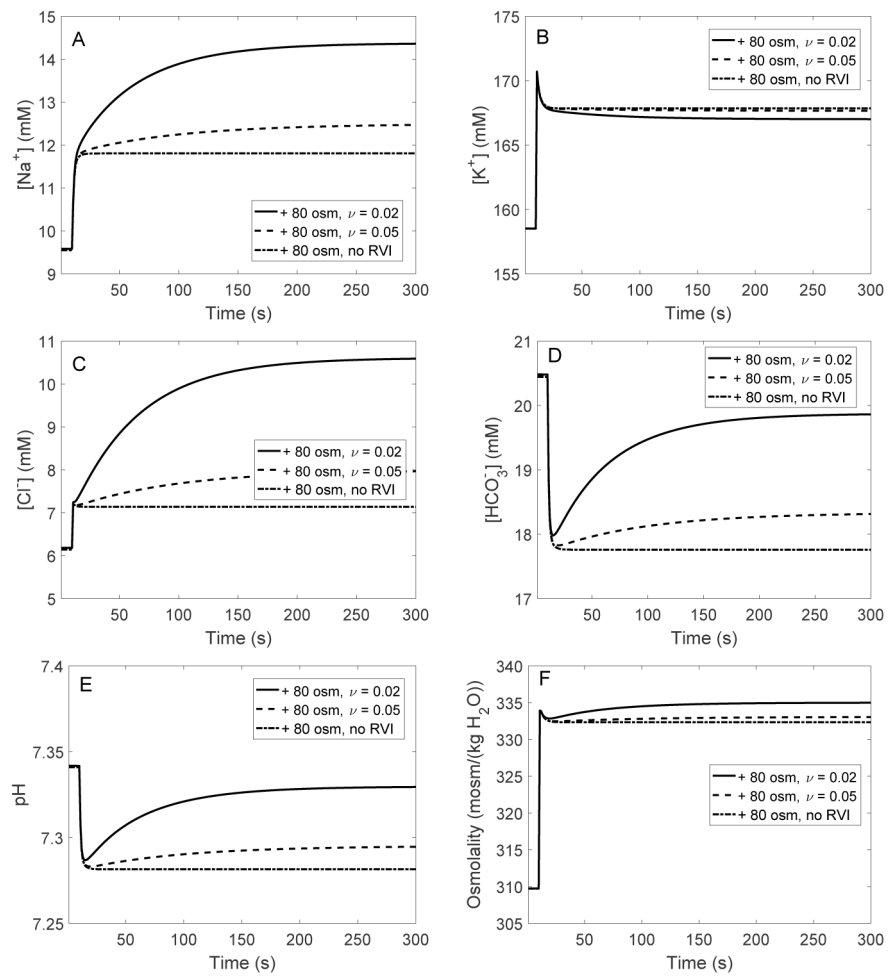 A
[Na+] (mM)
15
14
13
12
11
10
9
50 100 150 200 250 300
Time (s)
+ 80 osm, ν = 0.02
+ 80 osm, ν = 0.05
+ 80 osm, no RVI
B
[K+] (mM)
175
170
165
160
155
50 100 150 200 250 300
Time (s)
+ 80 osm, ν = 0.02
+ 80 osm, ν = 0.05
+ 80 osm, no RVI
C
[Cl-] (mM)
11
10
9
8
7
6
5
50 100 150 200 250 300
Time (s)
+ 80 osm, ν = 0.02
+ 80 osm, ν = 0.05
+ 80 osm, no RVI
D
[HCO3-] (mM)
21
20
19
18
17
50 100 150 200 250 300
Time (s)
+ 80 osm, ν = 0.02
+ 80 osm, ν = 0.05
+ 80 osm, no RVI
E
pH
7.4
7.35
7.3
7.25
50 100 150 200 250 300
Time (s)
+ 80 osm, ν = 0.02
+ 80 osm, ν = 0.05
+ 80 osm, no RVI
F
Osmolality (mosm/(kg H2O))
340
335
330
325
320
315
310
305
50 100 150 200 250 300
Time (s)
+ 80 osm, ν = 0.02
+ 80 osm, ν = 0.05
+ 80 osm, no RVI